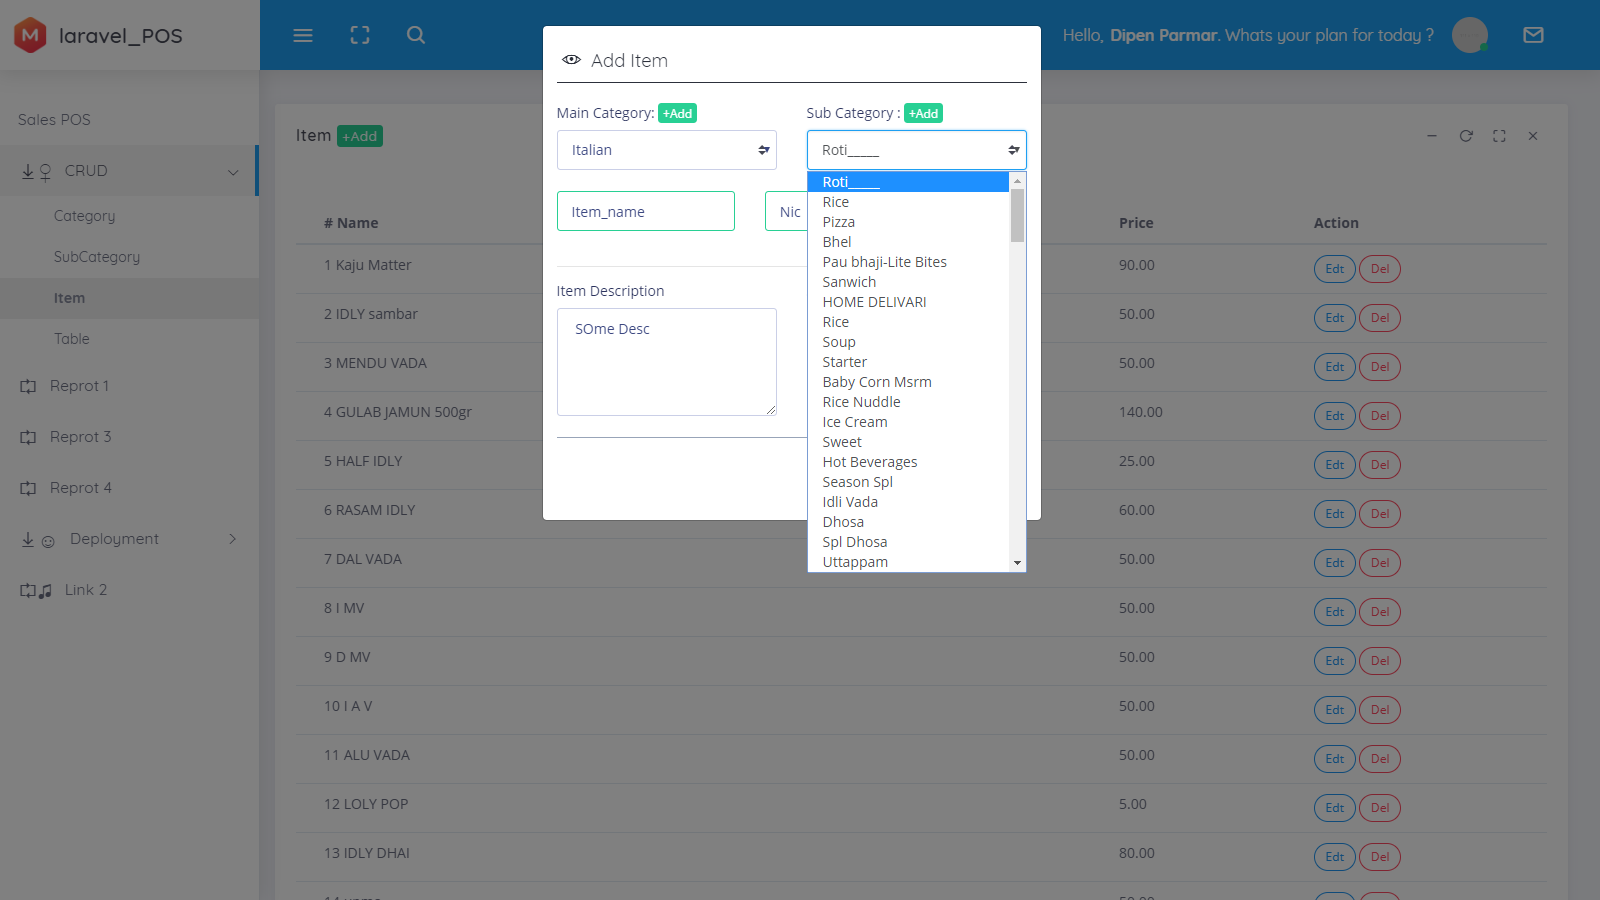 laravel_POS
Hello, Dipen Parmar. Whats your plan for today ?
Sales POS
CRUD
Category
SubCategory
Item
Table
Reprot 1
Reprot 3
Reprot 4
Deployment
Link 2
Item +Add
# Name Price Action
1 Kaju Matter 90.00 Edt Del
2 IDLY sambar 50.00 Edt Del
3 MENDU VADA 50.00 Edt Del
4 GULAB JAMUN 500gr 140.00 Edt Del
5 HALF IDLY 25.00 Edt Del
6 RASAM IDLY 60.00 Edt Del
7 DAL VADA 50.00 Edt Del
8 I MV 50.00 Edt Del
9 D MV 50.00 Edt Del
10 I A V 50.00 Edt Del
11 ALU VADA 50.00 Edt Del
12 LOLY POP 5.00 Edt Del
13 IDLY DHAI 80.00 Edt Del
Add Item
Main Category: +Add
Italian
Sub Category : +Add
Roti_____
Item_name
Nic
Item Description
SOme Desc
Roti_____
Rice
Pizza
Bhel
Pau bhaji-Lite Bites
Sanwich
HOME DELIVARI
Rice
Soup
Starter
Baby Corn Msrm
Rice Nuddle
Ice Cream
Sweet
Hot Beverages
Season Spl
Idli Vada
Dhosa
Spl Dhosa
Uttappam